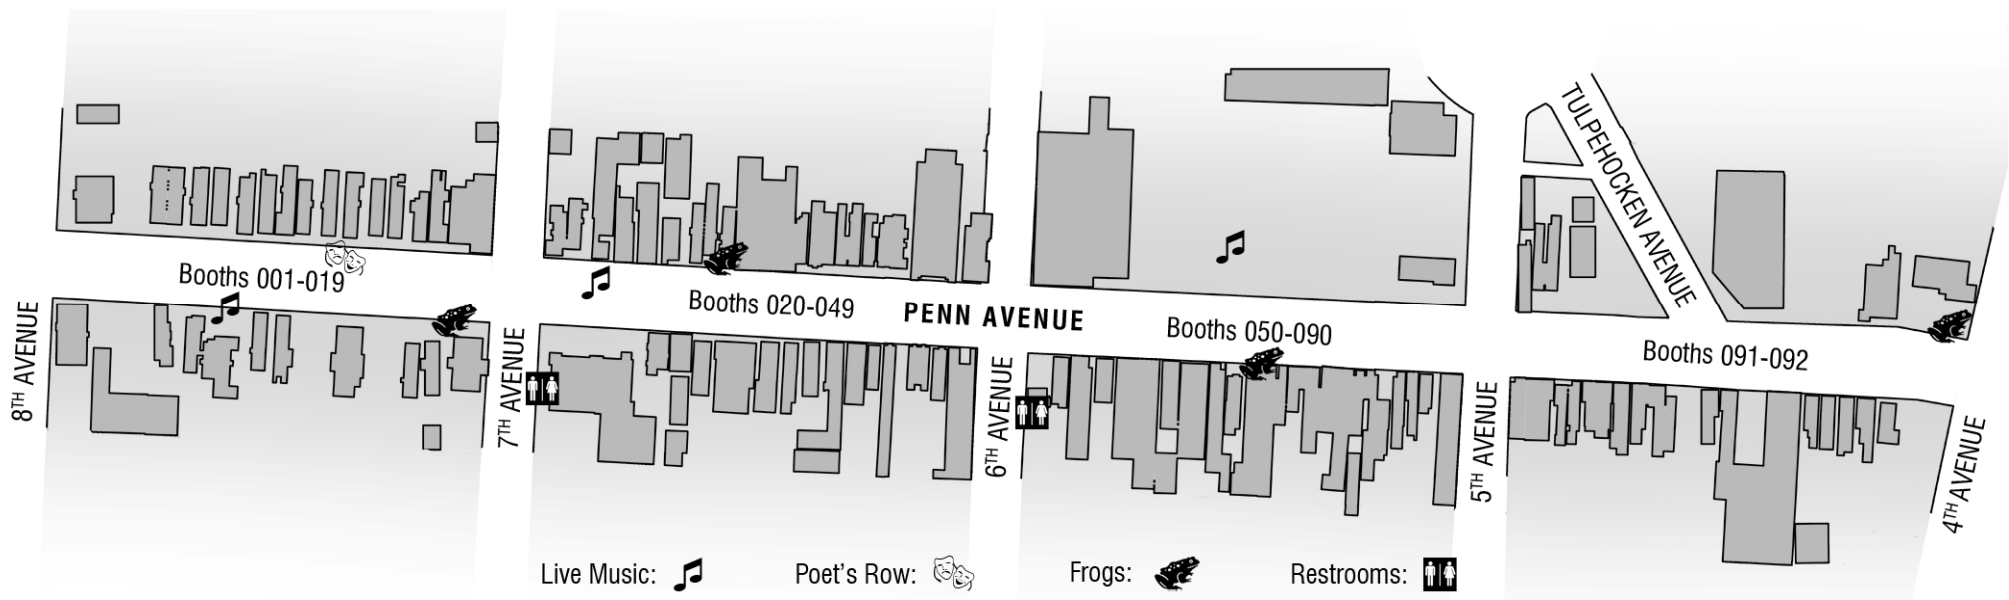 TULPEHOCKEN AVENUE
Booths 001-019
Booths 020-049
PENN AVENUE
Booths 050-090
Booths 091-092
8TH AVENUE
7TH AVENUE
6TH AVENUE
5TH AVENUE
4TH AVENUE
Live Music:
Poet's Row:
Frogs:
Restrooms: